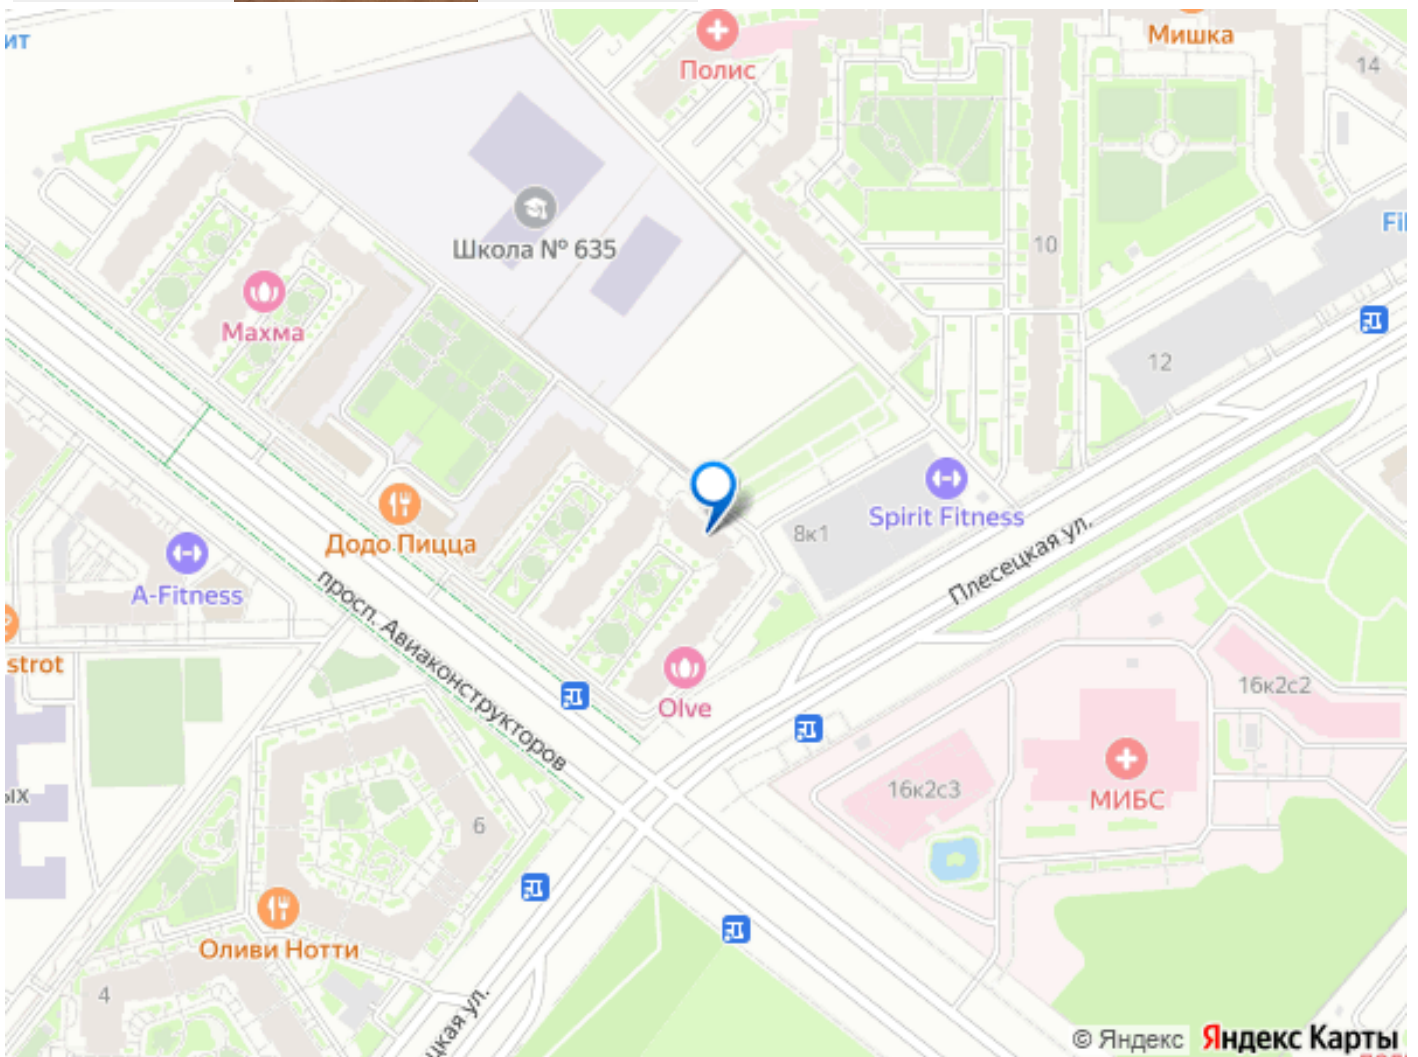 ит
Мишка
Полис
14
Fil
Школа № 635
10
Махма
12
Spirit Fitness
8к1
Додо Пицца
Плесецкая ул.
A-Fitness
просп. Авиаконструкторов
strot
16к2с2
Olve
16к2с3
МИБС
ых
6
Оливи Нотти
4
цкая ул.
© Яндекс Яндекс Карты